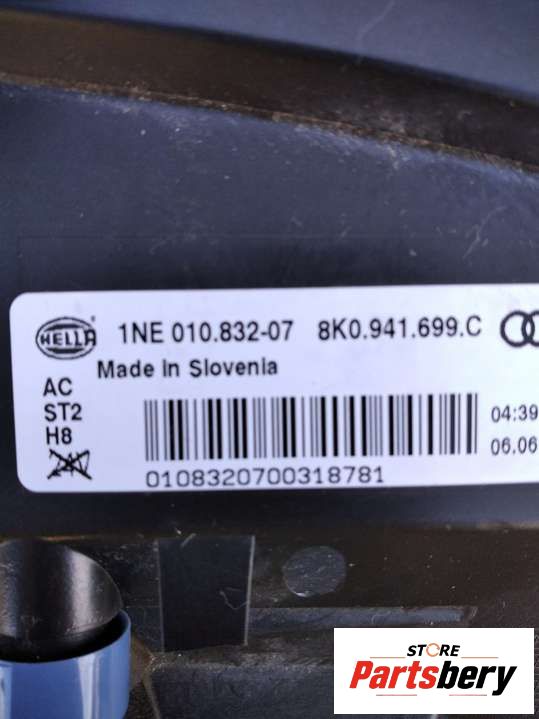 HELLA 1NE 010.832-07 8K0.941.699.C
Made in Slovenia
AC
ST2
H8
04:39
06.06
0108320700318781
STORE
Partsbery